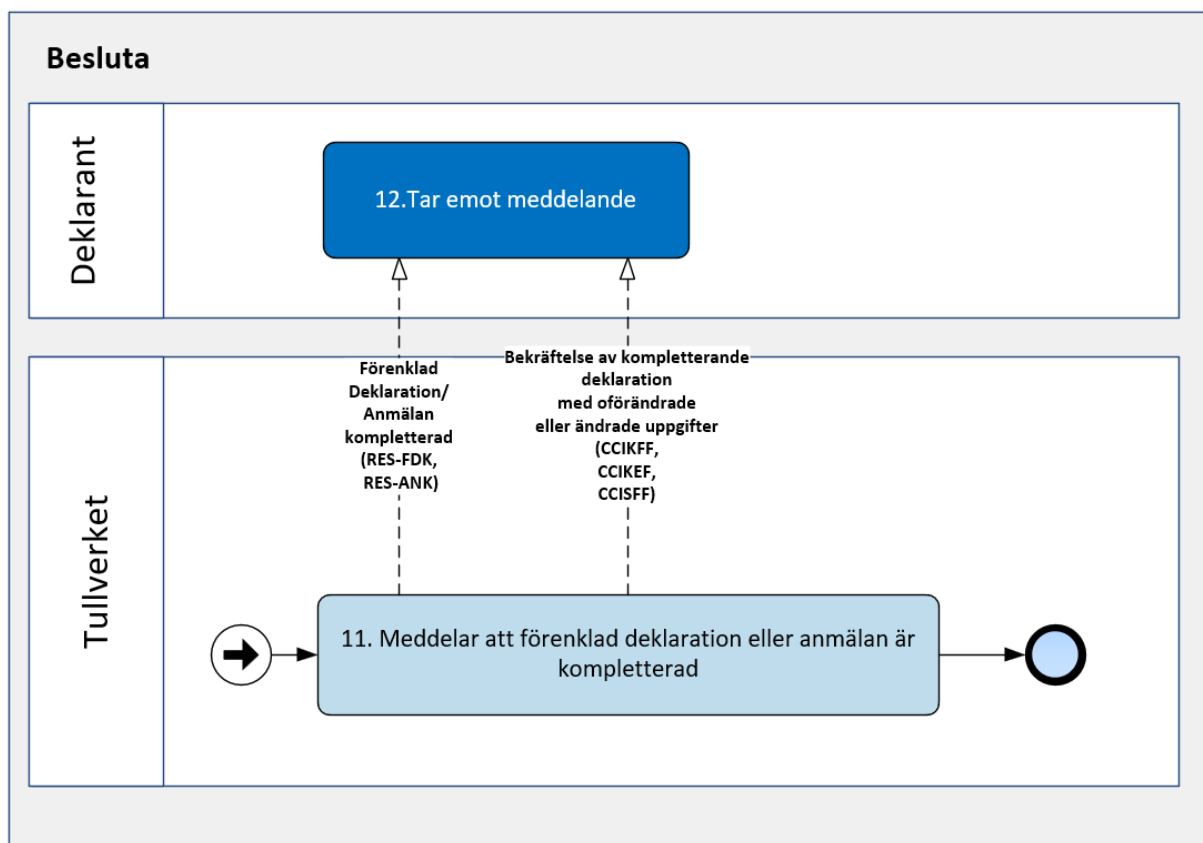 Besluta
Deklarant
12.Tar emot meddelande
Förenklad
Deklaration/
Anmälan
kompletterad
(RES-FDK,
RES-ANK)
Bekräftelse av kompletterande
deklaration
med oförändrade
eller ändrade uppgifter
(CCIKFF,
CCIKEF,
CCISFF)
Tullverket
11. Meddelar att förenklad deklaration eller anmälan är
kompletterad